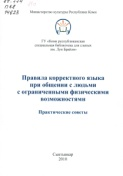 Министерство культуры Республики Коми
ГУ «Коми республиканская
специальная библиотека для слепых
им. Луи Брайля»
Правила корректного языка
при общении с людьми
с ограниченными физическими
возможностями
Практические советы
Сыктывкар
2010